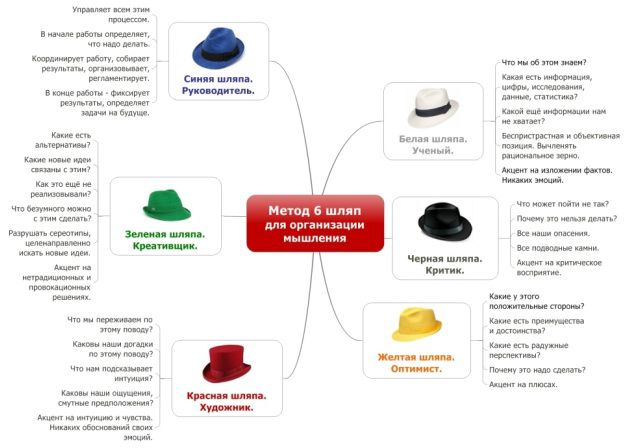 Управляет всем этим
процессом.
В начале работы определяет,
что надо делать.
Координирует работу, собирает
результаты, организовывает,
регламентирует.
В конце работы - фиксирует
результаты, определяет
задачи на будуще.
Синяя шляпа.
Руководитель.
Какие есть
альтернативы?
Какие новые идеи
связаны с этим?
Как это ещё не
реализовывали?
Что безумного можно
с этим сделать?
Разрушать сереотипы,
целенаправленно
искать новые идеи.
Акцент на
нетрадиционных и
провокационных
решениях.
Зеленая шляпа.
Креативщик.
Что мы переживаем по
этому поводу?
Каковы наши догадки
по этому поводу?
Что нам подсказывает
интуиция?
Каковы наши ощущения,
смутные предположения?
Акцент на интуицию и чувства.
Никаких обоснований своих
эмоций.
Красная шляпа.
Художник.
Метод 6 шляп
для организации
мышления
Белая шляпа.
Ученый.
Что мы об этом знаем?
Какая есть информация,
цифры, исследования,
данные, статистика?
Какой ещё информации нам
не хватает?
Беспристрастная и объективная
позиция. Вычленять
рациональное зерно.
Акцент на изложении фактов.
Никаких эмоций.
Черная шляпа.
Критик.
Что может пойти не так?
Почему это нельзя делать?
Все наши опасения.
Все подводные камни.
Акцент на критическое
восприятие.
Желтая шляпа.
Оптимист.
Какие у этого
положительные стороны?
Какие есть преимущества
и достоинства?
Какие есть радужные
перспективы?
Почему это надо сделать?
Акцент на плюсах.